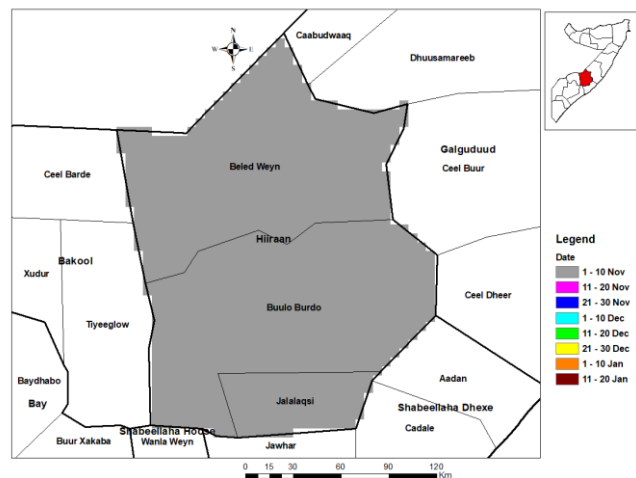 Caabudwaaq
N
W E
S
Dhuusamareeb
Galguduud
Ceel Buur
Beled Weyn
Ceel Barde
Hiiraan
Bakool
Xudur
Buulo Burdo
Ceel Dheer
Tiyeeglow
Baydhabo
Bay
Aadan
Jalalaqsi
Shabeellaha Dhexe
Cadale
Shabeellaha Hoose
Buur Xakaba
Wanla Weyn
Jawhar
Legend
Date
1 - 10 Nov
11 - 20 Nov
21 - 30 Nov
1 - 10 Dec
11 - 20 Dec
21 - 30 Dec
1 - 10 Jan
11 - 20 Jan
0 15 30 60 90 120
Km